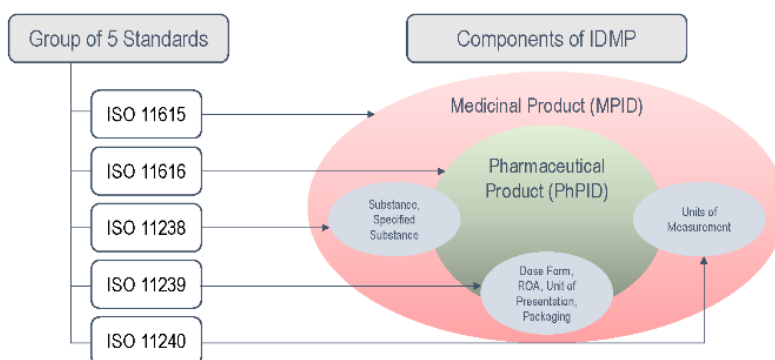 Group of 5 Standards
Components of IDMP
ISO 11615
ISO 11616
ISO 11238
ISO 11239
ISO 11240
Medicinal Product (MPID)
Pharmaceutical
Product (PhPID)
Substance,
Specified
Substance
Units of
Measurement
Dose Form,
ROA, Unit of
Presentation,
Packaging